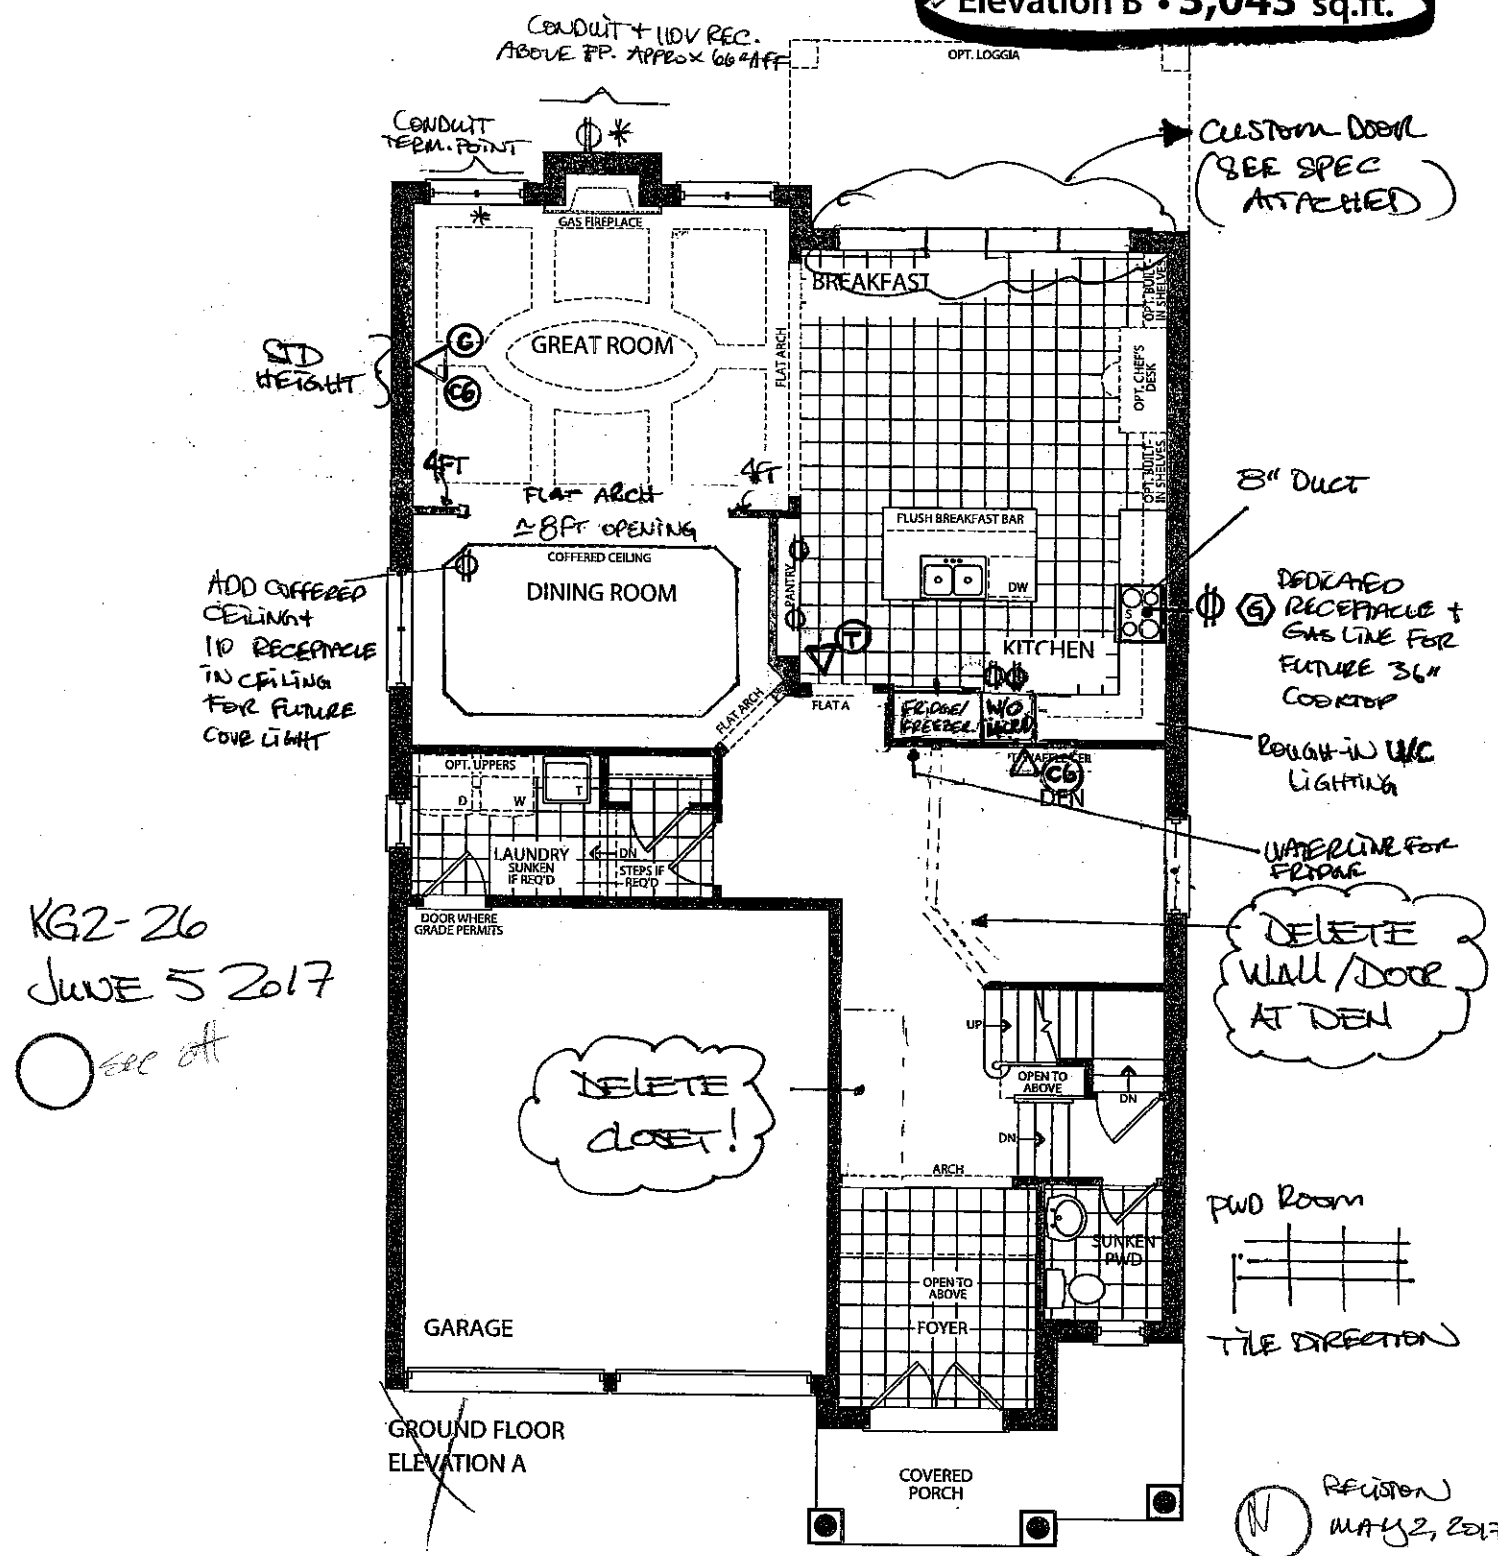 ✓ Elevation B • 3,043 sq.ft.
CONDUIT + 110V REC.
ABOVE FP. APPROX 66" AFF
OPT. LOGGIA
CONDUIT
TERM. POINT
*
*
CUSTOM DOOR
(SEE SPEC
ATTACHED)
GAS FIREPLACE
BREAKFAST
OPT. BUILT-
IN SHELVES
GREAT ROOM
FLAT ARCH
STD
HEIGHT
G
C6
OPT. CHEF'S
DESK
4FT
4FT
FLAT ARCH
≈8FT OPENING
OPT. BUILT-
IN SHELVES
8" DUCT
FLUSH BREAKFAST BAR
COFFERED CEILING
DINING ROOM
DW
PANTRY
S
ADD COFFERED
CEILING +
RECEPTACLE
IN CEILING
FOR FUTURE
COVE LIGHT
G
DEDICATED
RECEPTACLE +
GAS LINE FOR
FUTURE 36"
COOKTOP
T
KITCHEN
FLAT A
FLAT ARCH
FRIDGE/
FREEZER
W/O
MICRO
ROUGH-IN U/C
LIGHTING
OPT. UPPERS
D
W
T
C6
DEN
LAUNDRY
SUNKEN
IF REQ'D
DN
STEPS IF
REQ'D
WATERLINE FOR
FRIDGE
DOOR WHERE
GRADE PERMITS
DELETE
WALL/DOOR
AT DEN
KG2-26
JUNE 5 2017
see att
UP
OPEN TO
ABOVE
DN
DN
DELETE
CLOSET!
ARCH
PWD ROOM
SUNKEN
PWD
OPEN TO
ABOVE
FOYER
TILE DIRECTION
GARAGE
GROUND FLOOR
ELEVATION A
COVERED
PORCH
N
REVISION
MAY 2, 2017